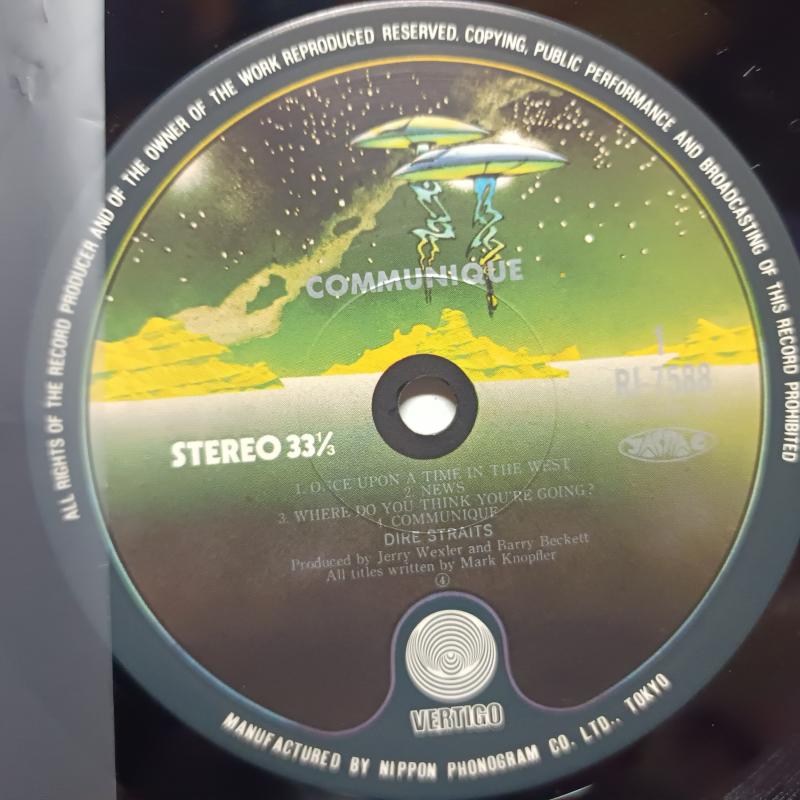 ALL RIGHTS OF THE RECORD PRODUCER AND OF THE OWNER OF THE WORK REPRODUCED RESERVED. COPYING, PUBLIC PERFORMANCE AND BROADCASTING OF THIS RECORD PROHIBITED
COMMUNIQUE
1
RJ-7588
STEREO 33⅓
JASRAC
1. ONCE UPON A TIME IN THE WEST
2. NEWS
3. WHERE DO YOU THINK YOU'RE GOING?
4. COMMUNIQUE
DIRE STRAITS
Produced by Jerry Wexler and Barry Beckett
All titles written by Mark Knopfler
④
VERTIGO
MANUFACTURED BY NIPPON PHONOGRAM CO. LTD., TOKYO